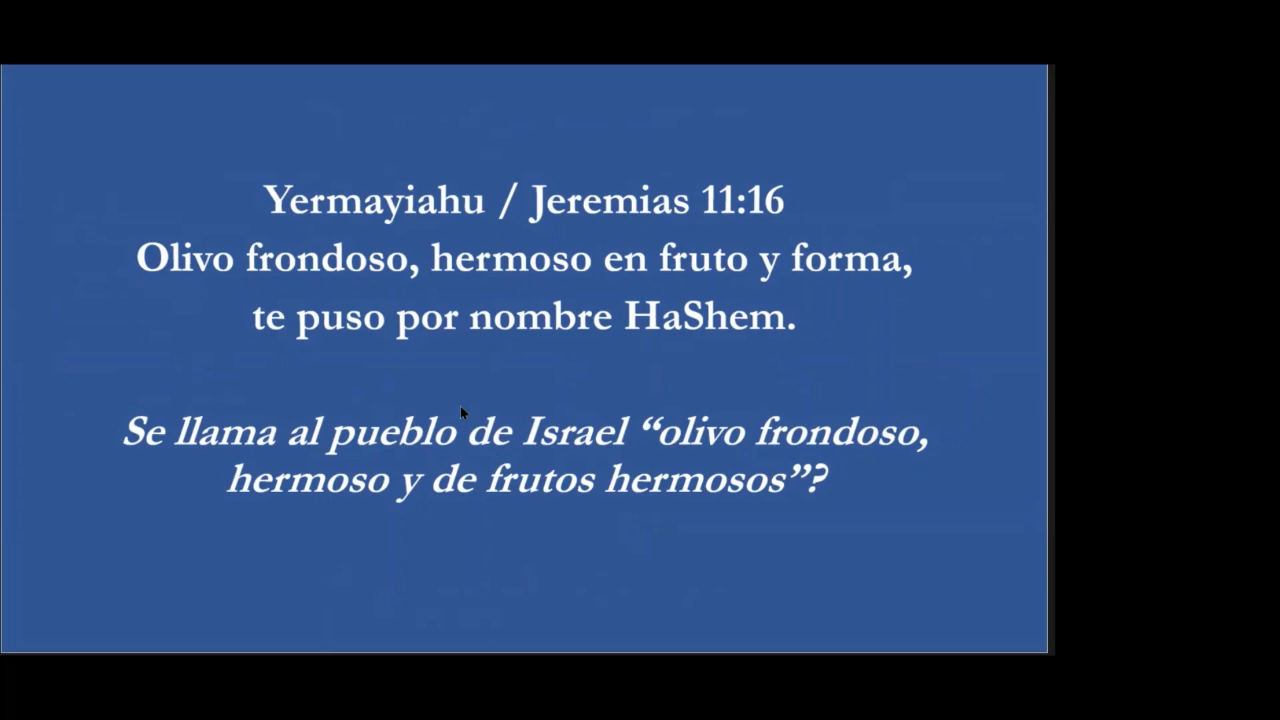 Yermayiahu / Jeremias 11:16
Olivo frondoso, hermoso en fruto y forma,
te puso por nombre HaShem.
Se llama al pueblo de Israel “olivo frondoso,
hermoso y de frutos hermosos”?